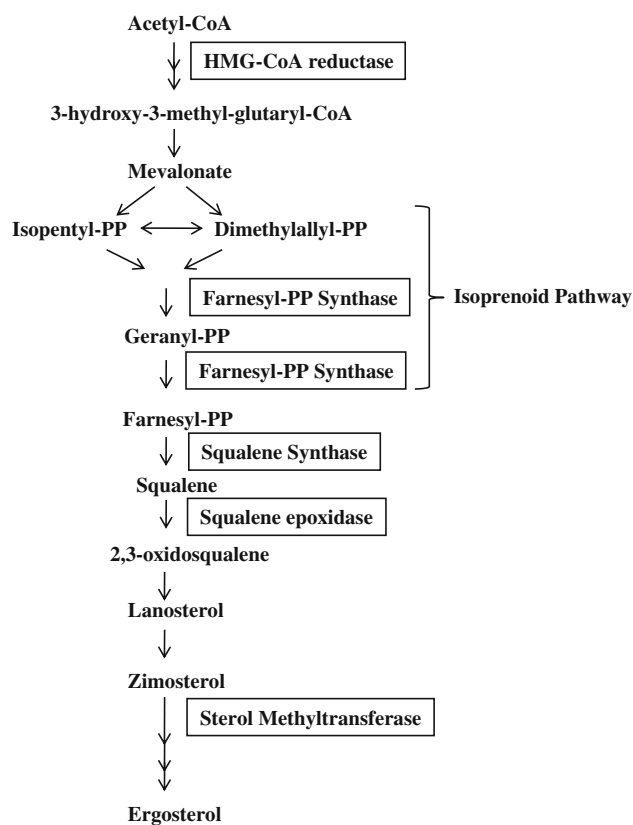 Acetyl-CoA
HMG-CoA reductase
3-hydroxy-3-methyl-glutaryl-CoA
Mevalonate
Isopentyl-PP
Dimethylallyl-PP
Farnesyl-PP Synthase
Isoprenoid Pathway
Geranyl-PP
Farnesyl-PP Synthase
Farnesyl-PP
Squalene Synthase
Squalene
Squalene epoxidase
2,3-oxidosqualene
Lanosterol
Zimosterol
Sterol Methyltransferase
Ergosterol